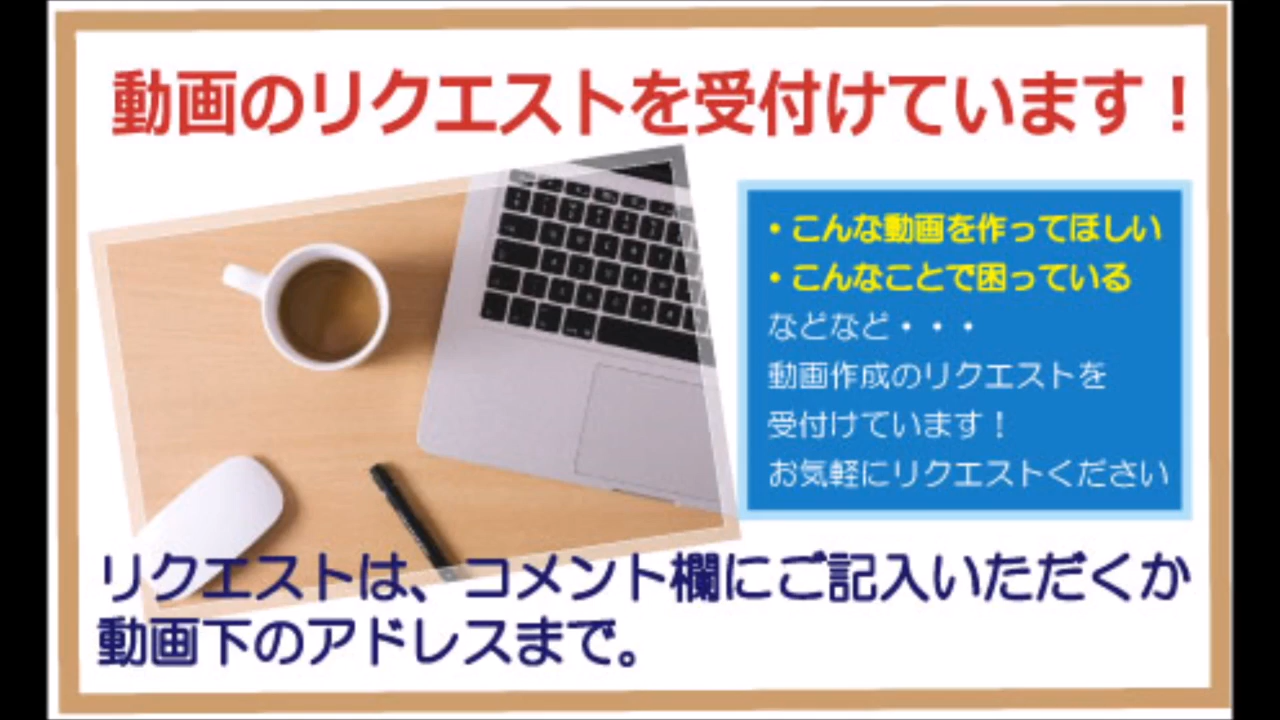 動画のリクエストを受付けています！
・こんな動画を作ってほしい
・こんなことで困っている
などなど・・・
動画作成のリクエストを
受付けています！
お気軽にリクエストください
リクエストは、コメント欄にご記入いただくか
動画下のアドレスまで。